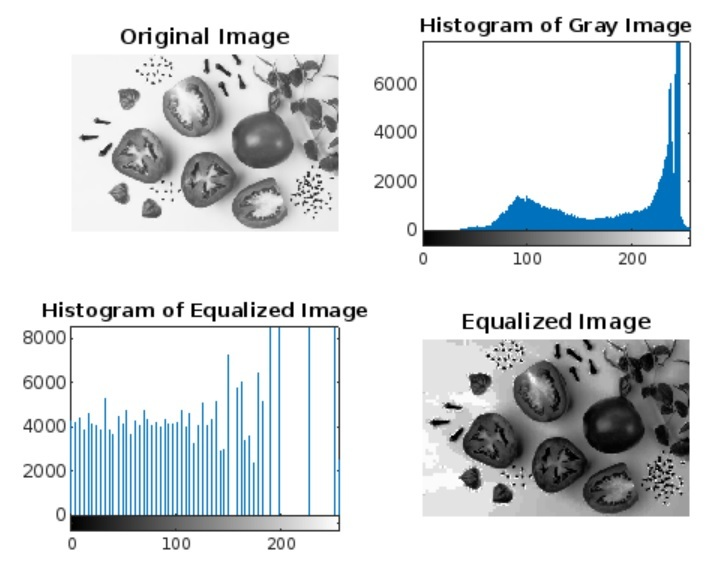 Original Image
Histogram of Gray Image
6000
4000
2000
0
0 100 200
Histogram of Equalized Image
8000
6000
4000
2000
0
0 100 200
Equalized Image